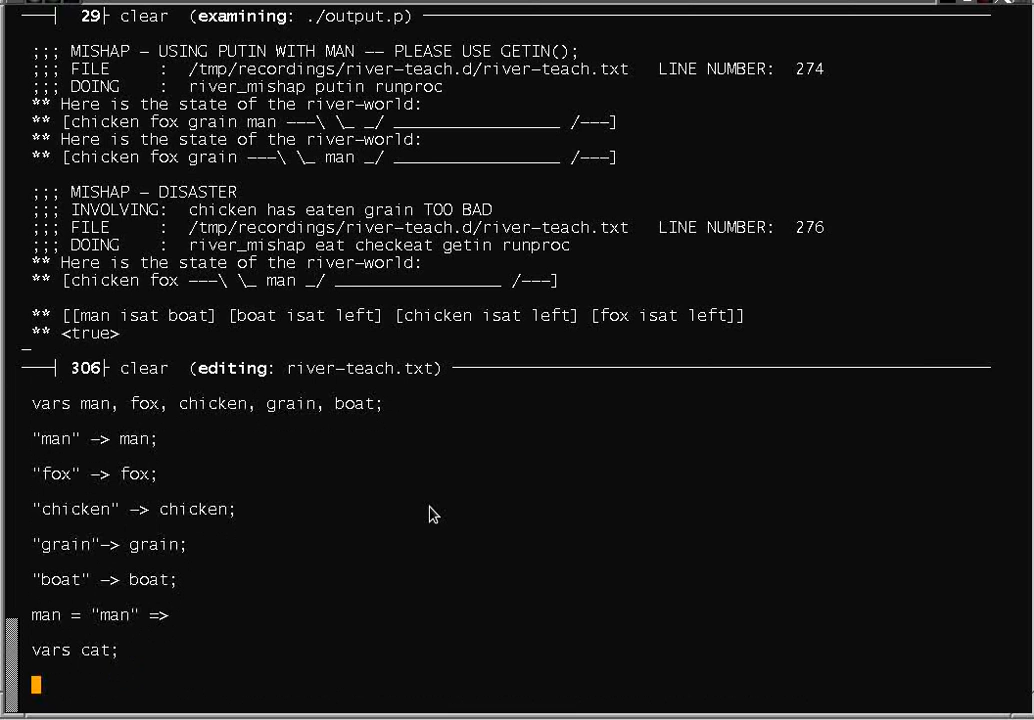 29 clear (examining: ./output.p)
;;; MISHAP - USING PUTIN WITH MAN -- PLEASE USE GETIN();
;;; FILE : /tmp/recordings/river-teach.d/river-teach.txt LINE NUMBER: 274
;;; DOING : river_mishap putin runproc
** Here is the state of the river-world:
** [chicken fox grain man ---\ \_ _/ _________________ /---]
** Here is the state of the river-world:
** [chicken fox grain ---\ \_ man _/ _________________ /---]
;;; MISHAP - DISASTER
;;; INVOLVING: chicken has eaten grain TOO BAD
;;; FILE : /tmp/recordings/river-teach.d/river-teach.txt LINE NUMBER: 276
;;; DOING : river_mishap eat checkeat getin runproc
** Here is the state of the river-world:
** [chicken fox ---\ \_ man _/ _________________ /---]
** [[man isat boat] [boat isat left] [chicken isat left] [fox isat left]]
** <true>
306 clear (editing: river-teach.txt)
vars man, fox, chicken, grain, boat;
"man" -> man;
"fox" -> fox;
"chicken" -> chicken;
"grain"-> grain;
"boat" -> boat;
man = "man" =>
vars cat;